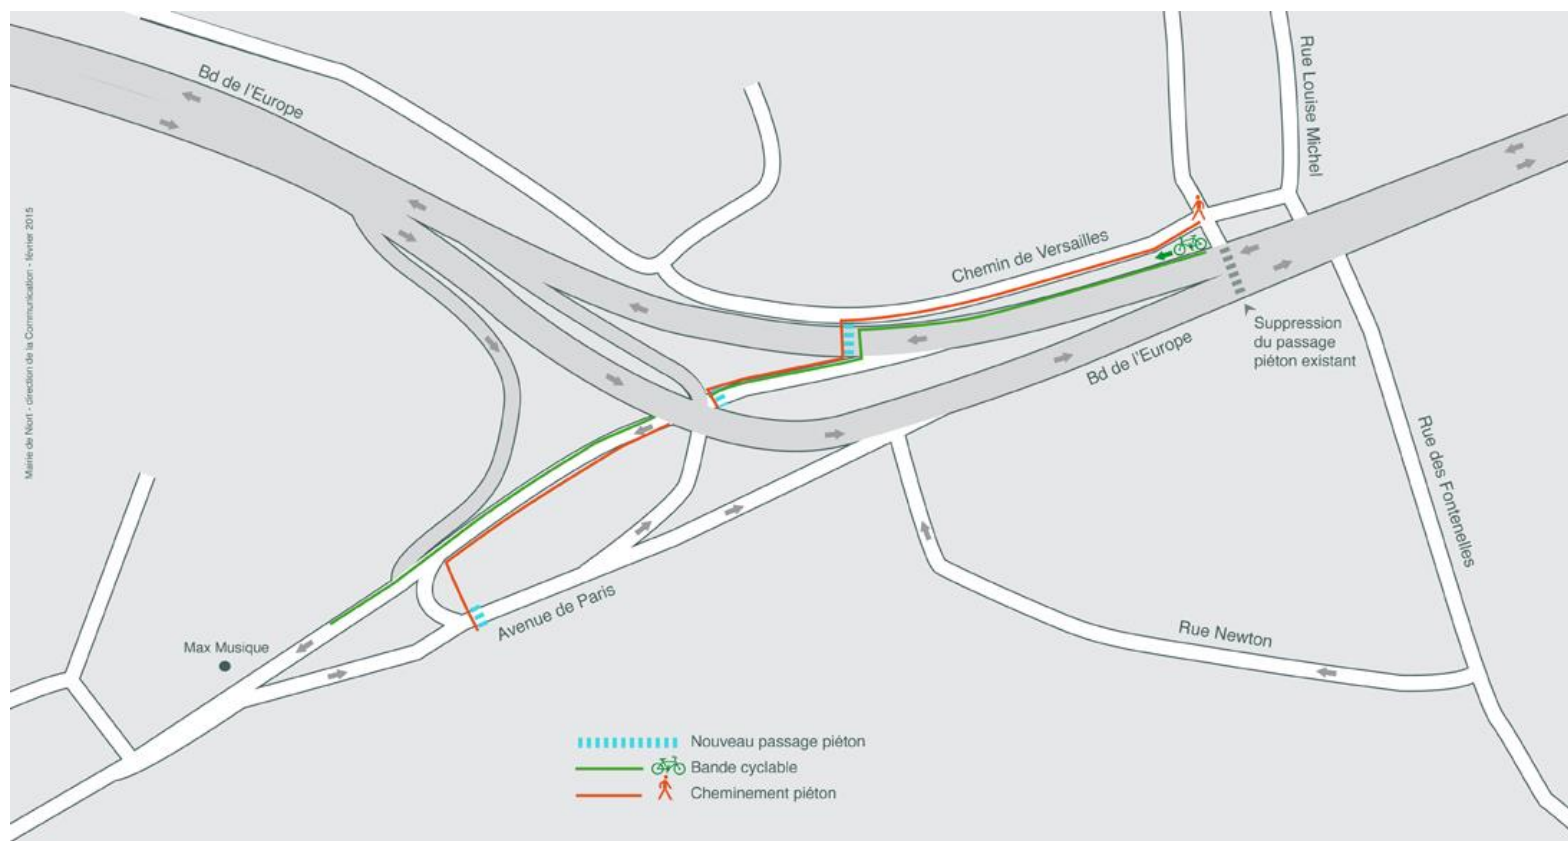 Bd de l'Europe
Rue Louise Michel
Mairie de Niort - direction de la Communication - février 2015
Chemin de Versailles
Suppression
du passage
piéton existant
Bd de l'Europe
Rue des Fontenelles
Avenue de Paris
Rue Newton
Max Musique
Nouveau passage piéton
Bande cyclable
Cheminement piéton